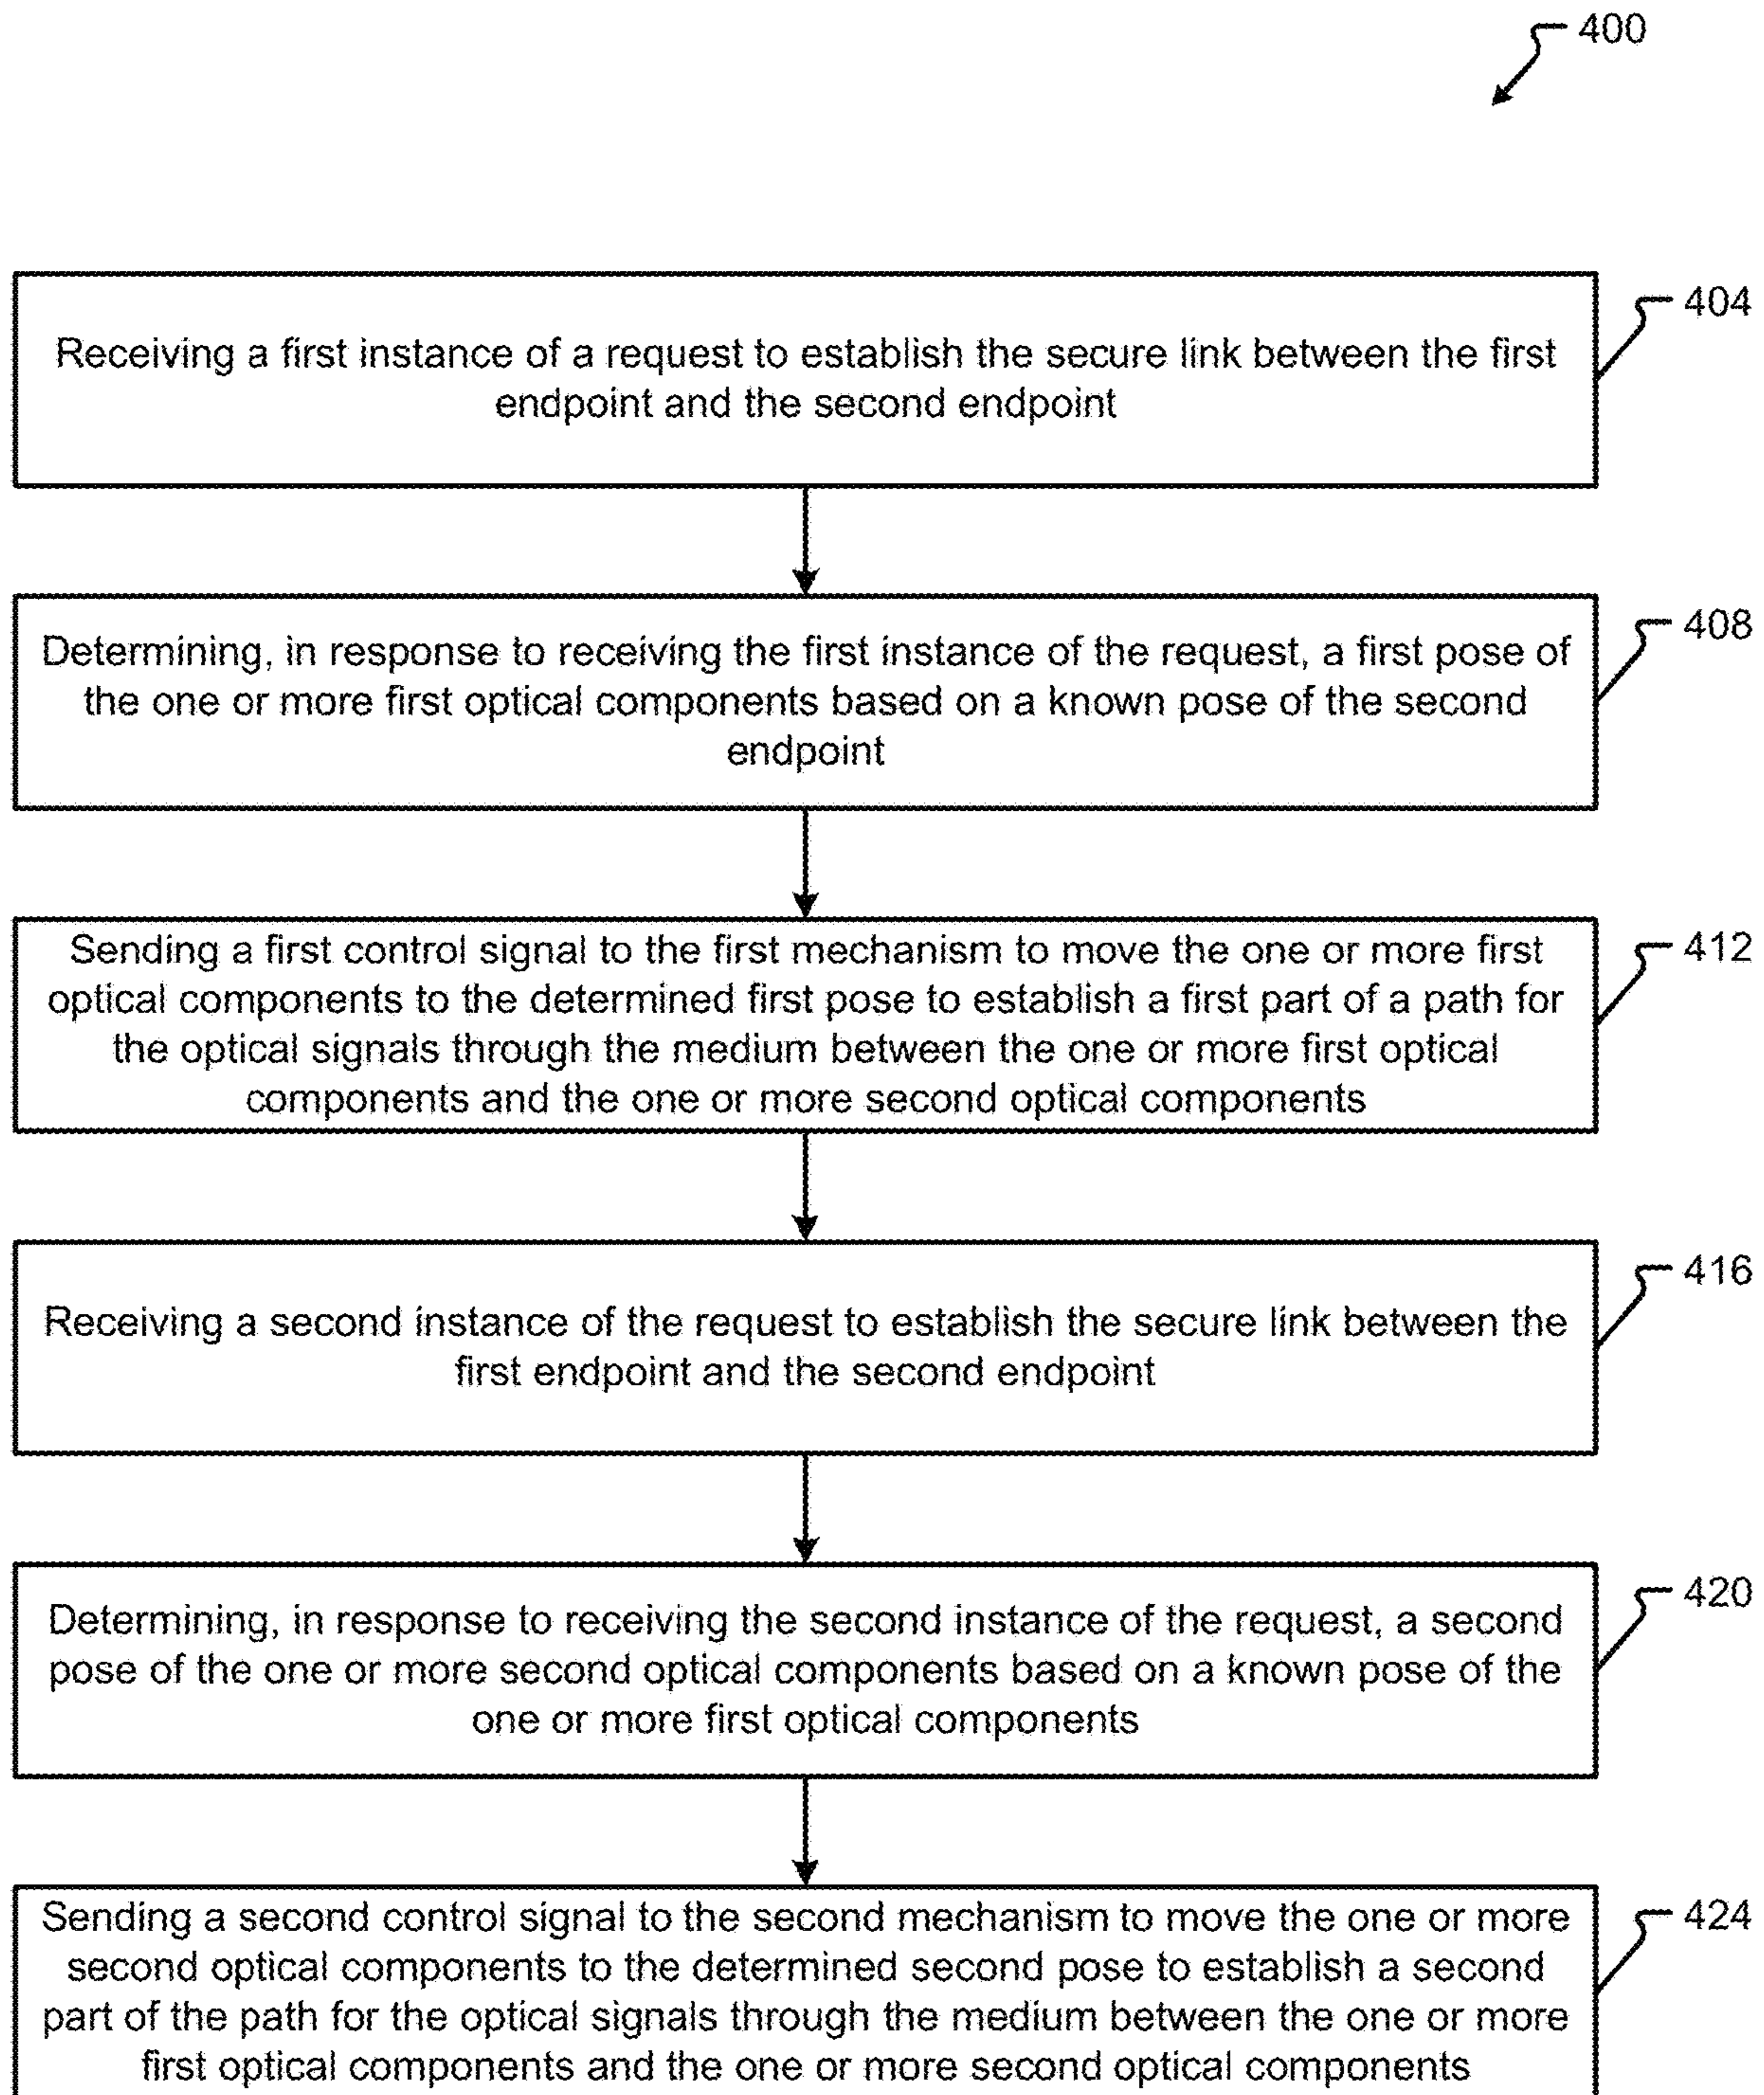 400
Receiving a first instance of a request to establish the secure link between the first
endpoint and the second endpoint
404
Determining, in response to receiving the first instance of the request, a first pose of
the one or more first optical components based on a known pose of the second
endpoint
408
Sending a first control signal to the first mechanism to move the one or more first
optical components to the determined first pose to establish a first part of a path for
the optical signals through the medium between the one or more first optical
components and the one or more second optical components
412
Receiving a second instance of the request to establish the secure link between the
first endpoint and the second endpoint
416
Determining, in response to receiving the second instance of the request, a second
pose of the one or more second optical components based on a known pose of the
one or more first optical components
420
Sending a second control signal to the second mechanism to move the one or more
second optical components to the determined second pose to establish a second
part of the path for the optical signals through the medium between the one or more
first optical components and the one or more second optical components
424